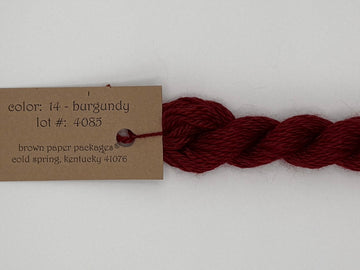 color: 14 - burgundy
lot #: 4085
brown paper packages®
cold spring, kentucky 41076